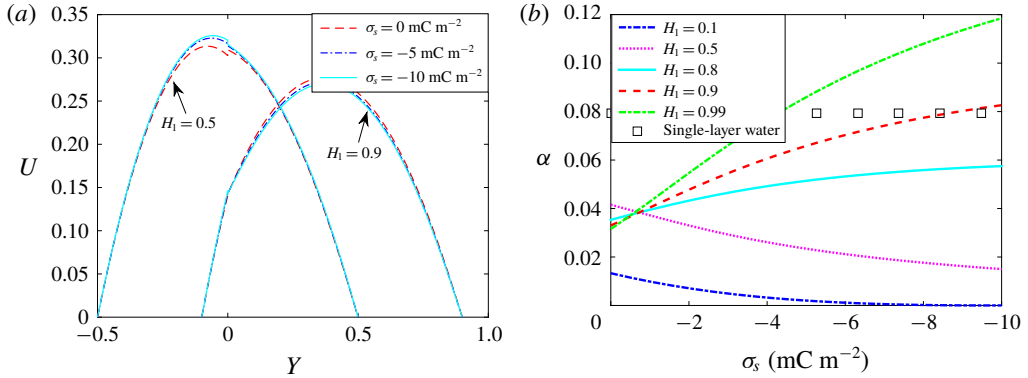 (a)
0.35
0.30
0.25
0.20
0.15
0.10
0.05
0
U
−0.5
0
0.5
1.0
Y
σs = 0 mC m−2
σs = −5 mC m−2
σs = −10 mC m−2
H1 = 0.5
H1 = 0.9
(b)
0.12
0.10
0.08
0.06
0.04
0.02
α
0
−2
−4
−6
−8
−10
σs (mC m−2)
H1 = 0.1
H1 = 0.5
H1 = 0.8
H1 = 0.9
H1 = 0.99
Single-layer water